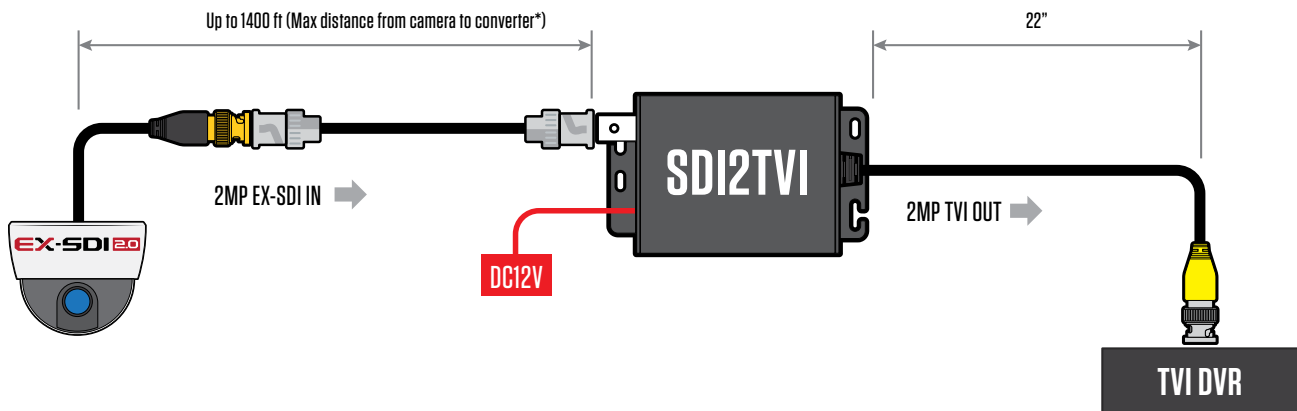 Up to 1400 ft (Max distance from camera to converter*)
22”
SDI2TVI
2MP EX-SDI IN
2MP TVI OUT
EX-SDI 2.0
DC12V
TVI DVR